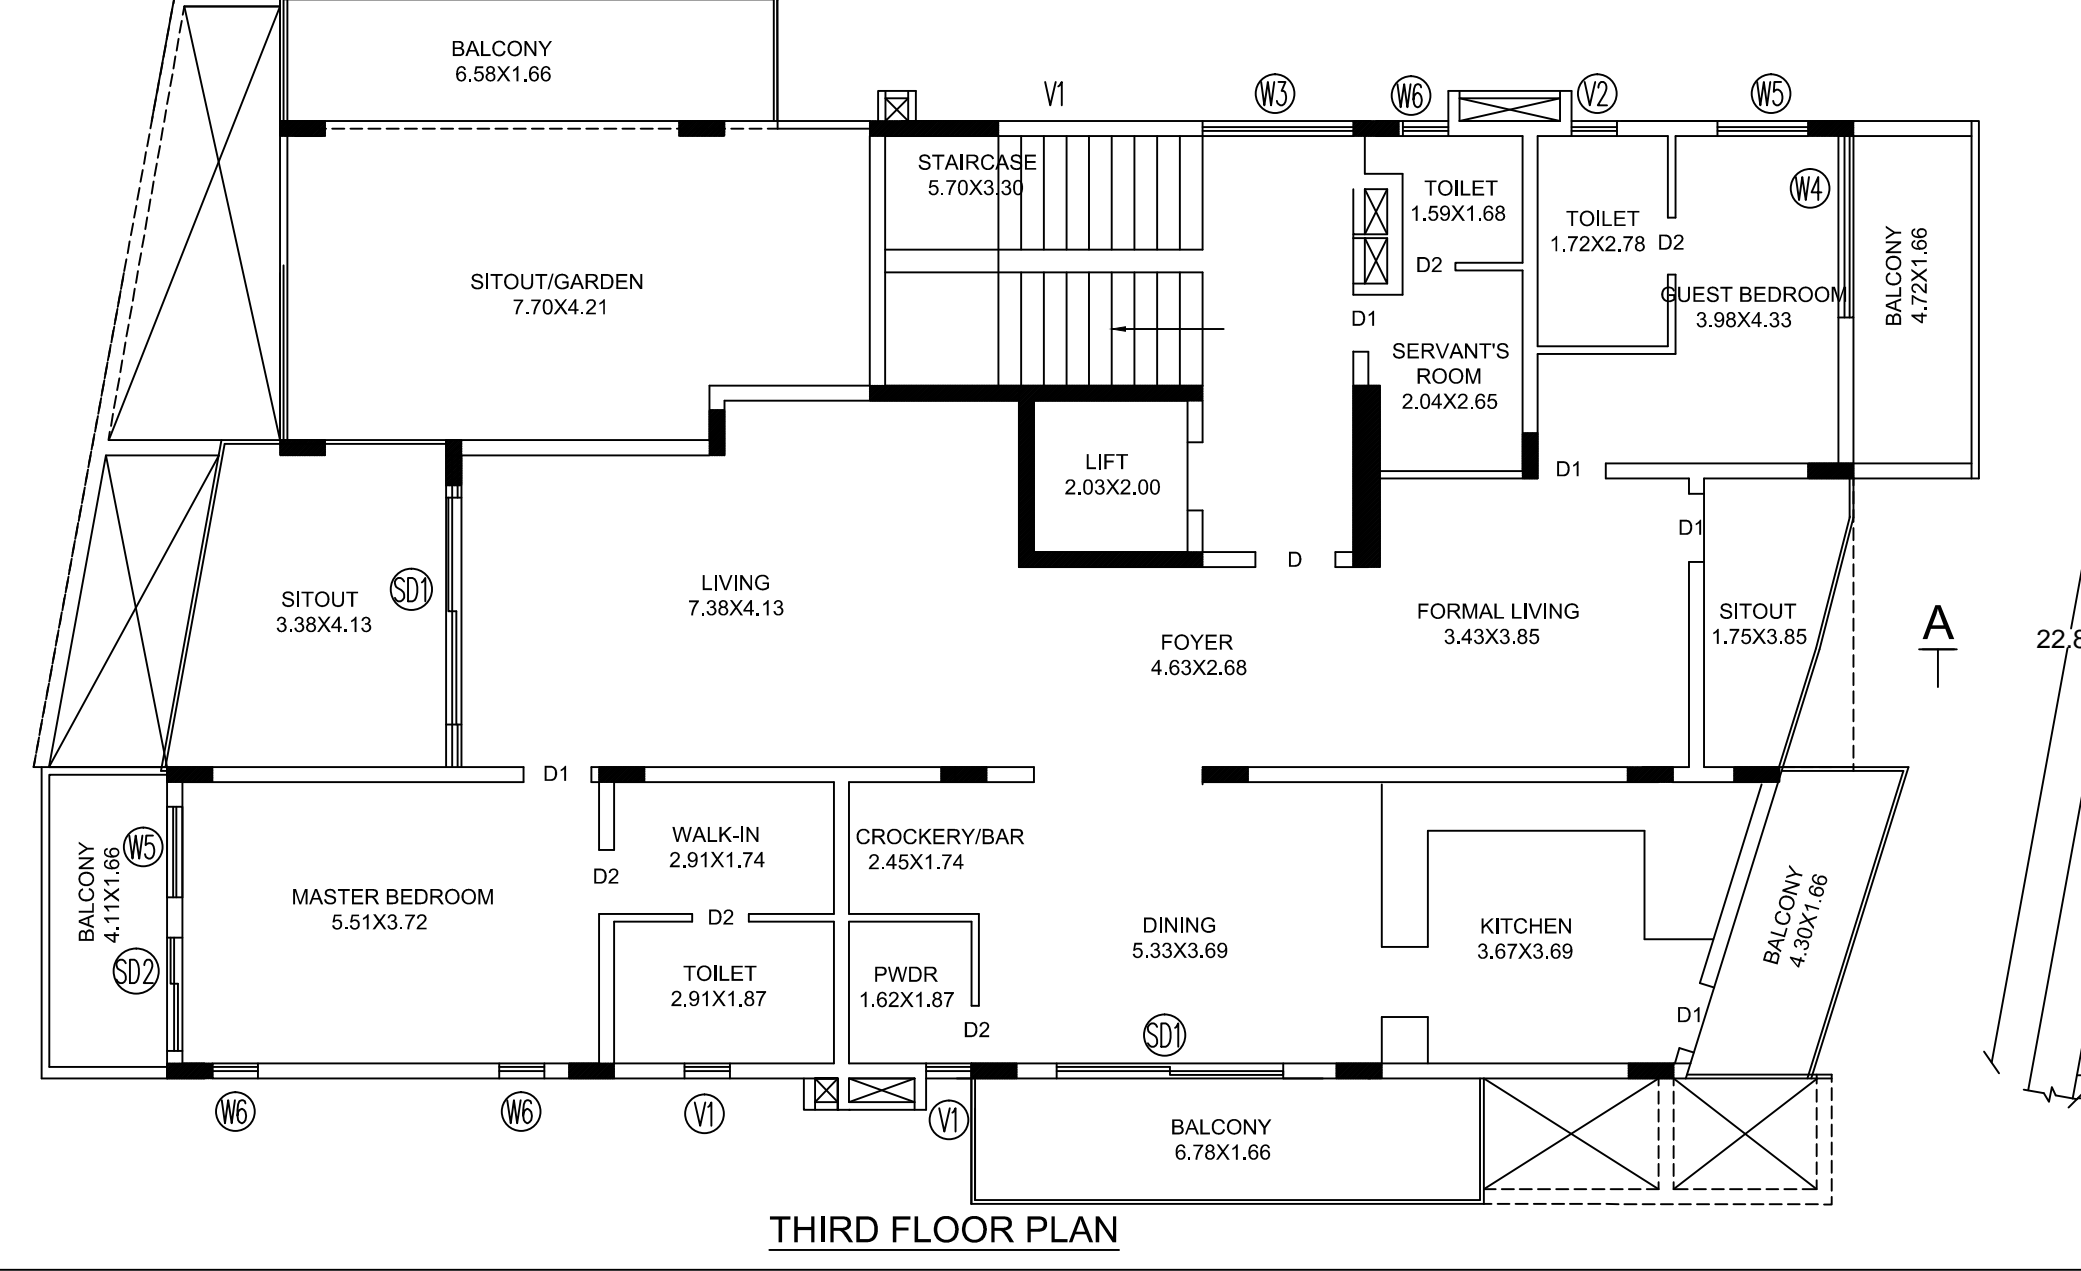 BALCONY
6.58X1.66
V1
W3
W6
V2
W5
STAIRCASE
5.70X3.30
TOILET
1.59X1.68
W4
TOILET
1.72X2.78
D2
D2
BALCONY
4.72X1.66
SITOUT/GARDEN
7.70X4.21
GUEST BEDROOM
3.98X4.33
D1
SERVANT'S
ROOM
2.04X2.65
LIFT
2.03X2.00
D1
D1
D
SITOUT
3.38X4.13
SD1
LIVING
7.38X4.13
FORMAL LIVING
3.43X3.85
SITOUT
1.75X3.85
A
FOYER
4.63X2.68
22.8
D1
WALK-IN
2.91X1.74
CROCKERY/BAR
2.45X1.74
W5
BALCONY
4.11X1.66
D2
MASTER BEDROOM
5.51X3.72
D2
DINING
5.33X3.69
KITCHEN
3.67X3.69
BALCONY
4.30X1.66
SD2
TOILET
2.91X1.87
PWDR
1.62X1.87
D2
SD1
D1
W6
W6
V1
V1
BALCONY
6.78X1.66
THIRD FLOOR PLAN